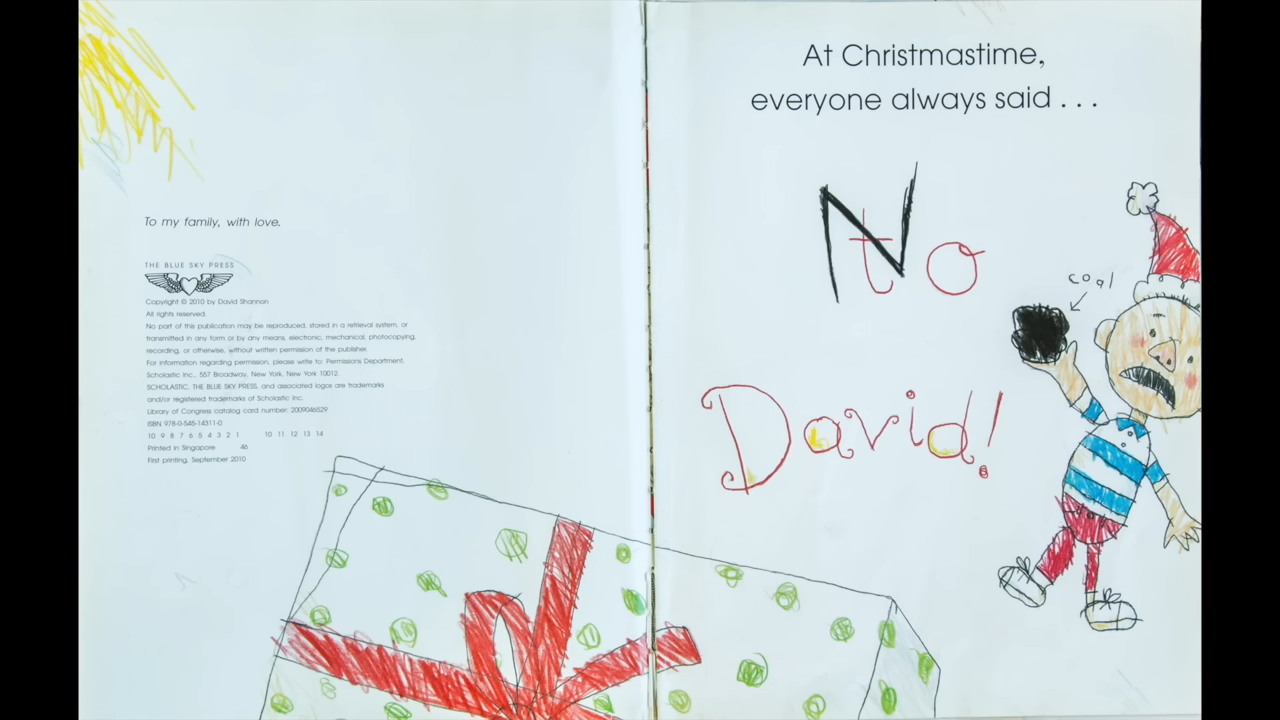 To my family, with love.
THE BLUE SKY PRESS
Copyright © 2010 by David Shannon
All rights reserved.
No part of this publication may be reproduced, stored in a retrieval system, or
transmitted in any form or by any means, electronic, mechanical, photocopying,
recording, or otherwise, without written permission of the publisher.
For information regarding permission, please write to: Permissions Department,
Scholastic Inc., 557 Broadway, New York, New York 10012.
SCHOLASTIC, THE BLUE SKY PRESS, and associated logos are trademarks
and/or registered trademarks of Scholastic Inc.
Library of Congress catalog card number: 2009046529
ISBN 978-0-545-14311-0
10 9 8 7 6 5 4 3 2 1 10 11 12 13 14
Printed in Singapore 46
First printing, September 2010
At Christmastime,
everyone always said . . .
No
coal
David!